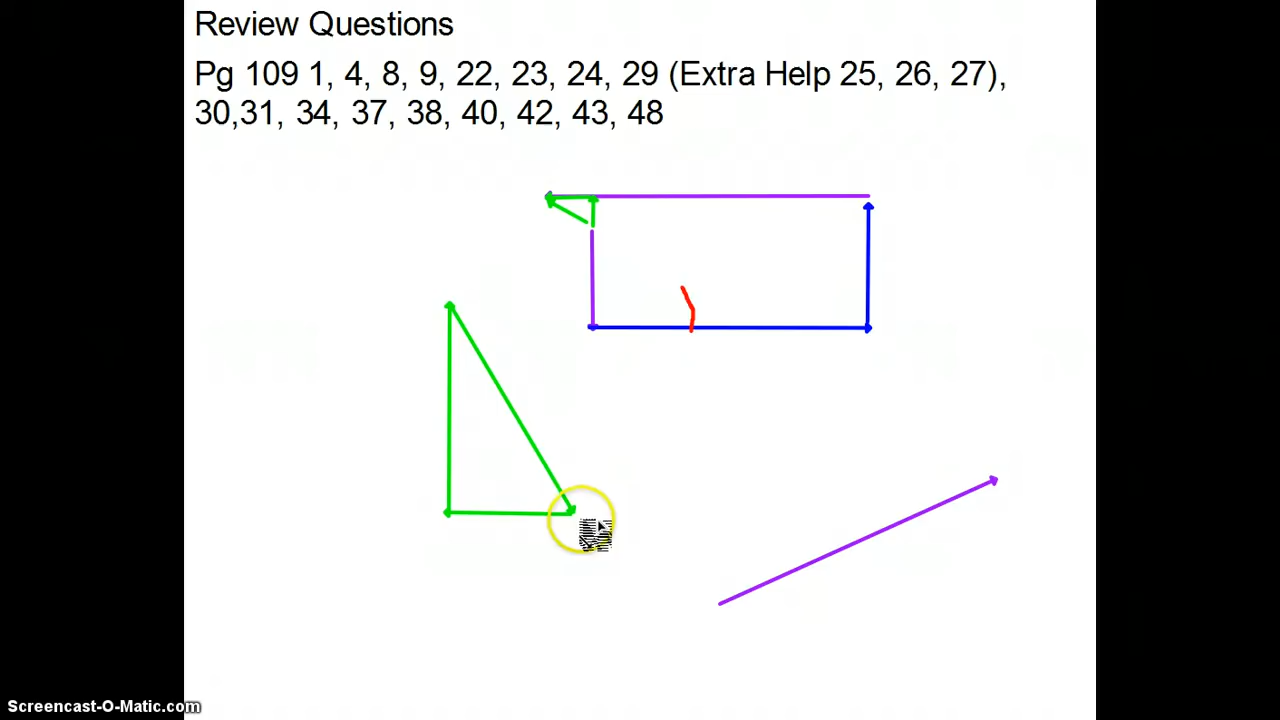 Review Questions
Pg 109 1, 4, 8, 9, 22, 23, 24, 29 (Extra Help 25, 26, 27),
30,31, 34, 37, 38, 40, 42, 43, 48
Screencast-O-Matic.com